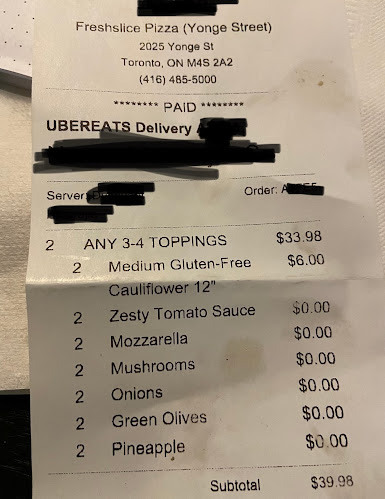 Freshslice Pizza (Yonge Street)
2025 Yonge St
Toronto, ON M4S 2A2
(416) 485-5000
******** PAID ********
UBEREATS Delivery
Server:
Order:
2 ANY 3-4 TOPPINGS $33.98
2 Medium Gluten-Free $6.00
Cauliflower 12"
2 Zesty Tomato Sauce $0.00
2 Mozzarella $0.00
2 Mushrooms $0.00
2 Onions $0.00
2 Green Olives $0.00
2 Pineapple $0.00
Subtotal $39.98